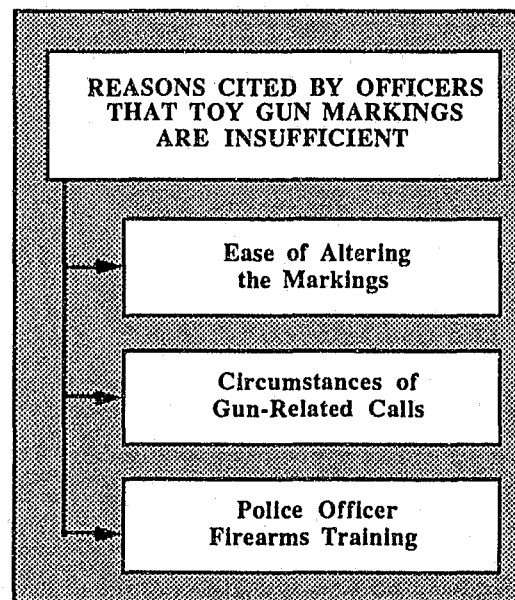 REASONS CITED BY OFFICERS
THAT TOY GUN MARKINGS
ARE INSUFFICIENT
Ease of Altering
the Markings
Circumstances of
Gun-Related Calls
Police Officer
Firearms Training